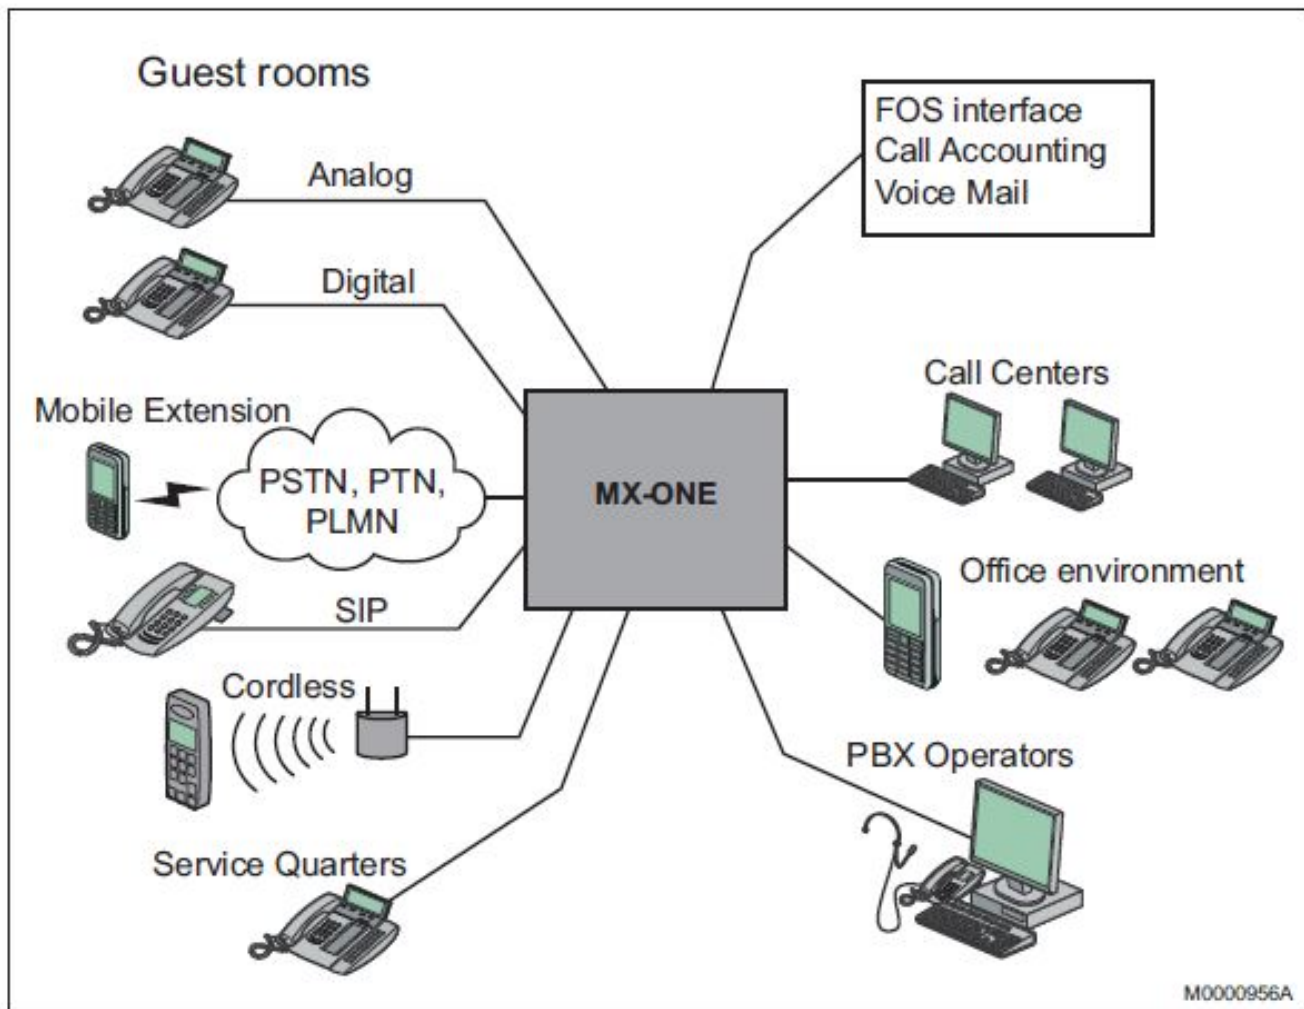 Guest rooms
FOS interface
Call Accounting
Voice Mail
Analog
Digital
Call Centers
Mobile Extension
PSTN, PTN,
PLMN
MX-ONE
Office environment
SIP
Cordless
PBX Operators
Service Quarters
M0000956A